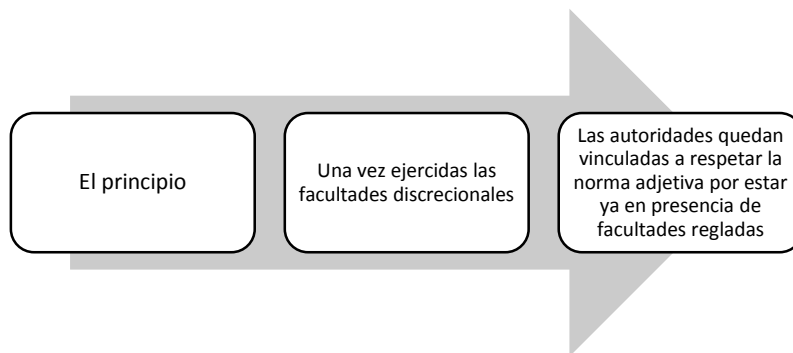 El principio
Una vez ejercidas las
facultades discrecionales
Las autoridades quedan
vinculadas a respetar la
norma adjetiva por estar
ya en presencia de
facultades regladas